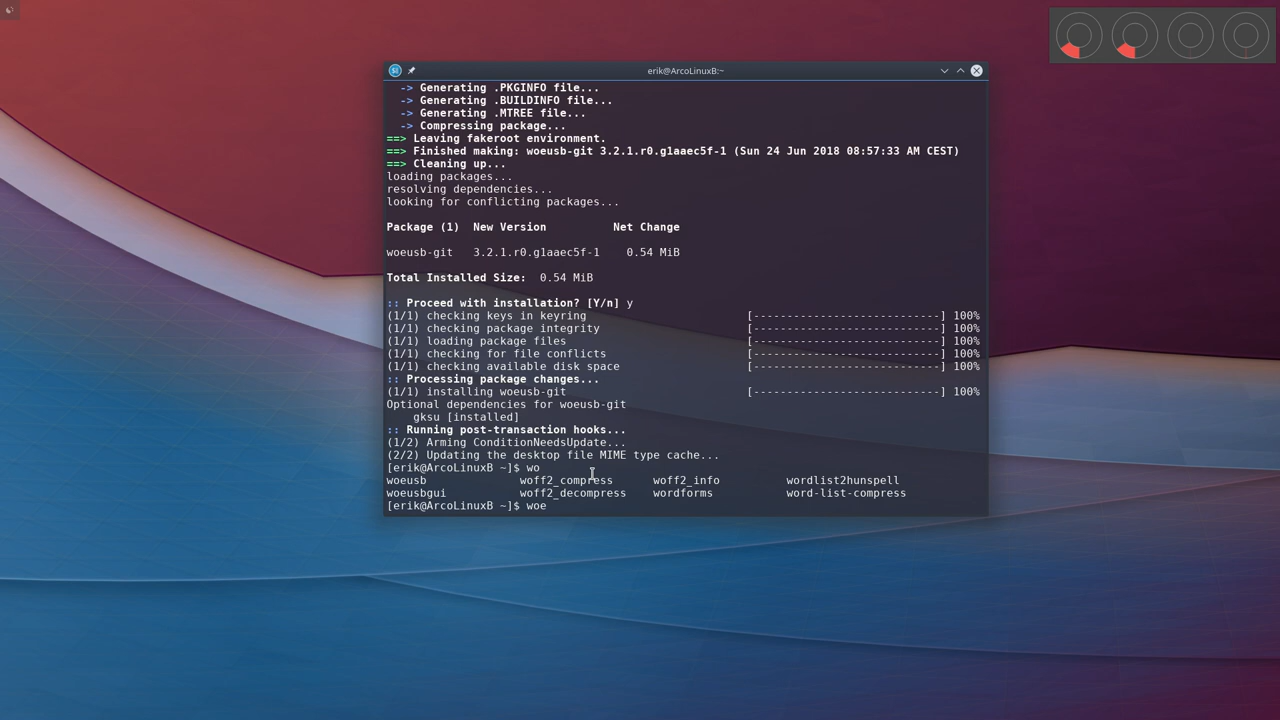 erik@ArcoLinuxB:~
-> Generating .PKGINFO file...
-> Generating .BUILDINFO file...
-> Generating .MTREE file...
-> Compressing package...
==> Leaving fakeroot environment.
==> Finished making: woeusb-git 3.2.1.r0.g1aaec5f-1 (Sun 24 Jun 2018 08:57:33 AM CEST)
==> Cleaning up...
loading packages...
resolving dependencies...
looking for conflicting packages...
Package (1)  New Version          Net Change
woeusb-git   3.2.1.r0.g1aaec5f-1    0.54 MiB
Total Installed Size:  0.54 MiB
:: Proceed with installation? [Y/n] y
(1/1) checking keys in keyring                        [----------------------------] 100%
(1/1) checking package integrity                      [----------------------------] 100%
(1/1) loading package files                           [----------------------------] 100%
(1/1) checking for file conflicts                     [----------------------------] 100%
(1/1) checking available disk space                   [----------------------------] 100%
:: Processing package changes...
(1/1) installing woeusb-git                           [----------------------------] 100%
Optional dependencies for woeusb-git
    gksu [installed]
:: Running post-transaction hooks...
(1/2) Arming ConditionNeedsUpdate...
(2/2) Updating the desktop file MIME type cache...
[erik@ArcoLinuxB ~]$ wo
woeusb              woff2_compress      woff2_info          wordlist2hunspell
woeusbgui           woff2_decompress    wordforms           word-list-compress
[erik@ArcoLinuxB ~]$ woe